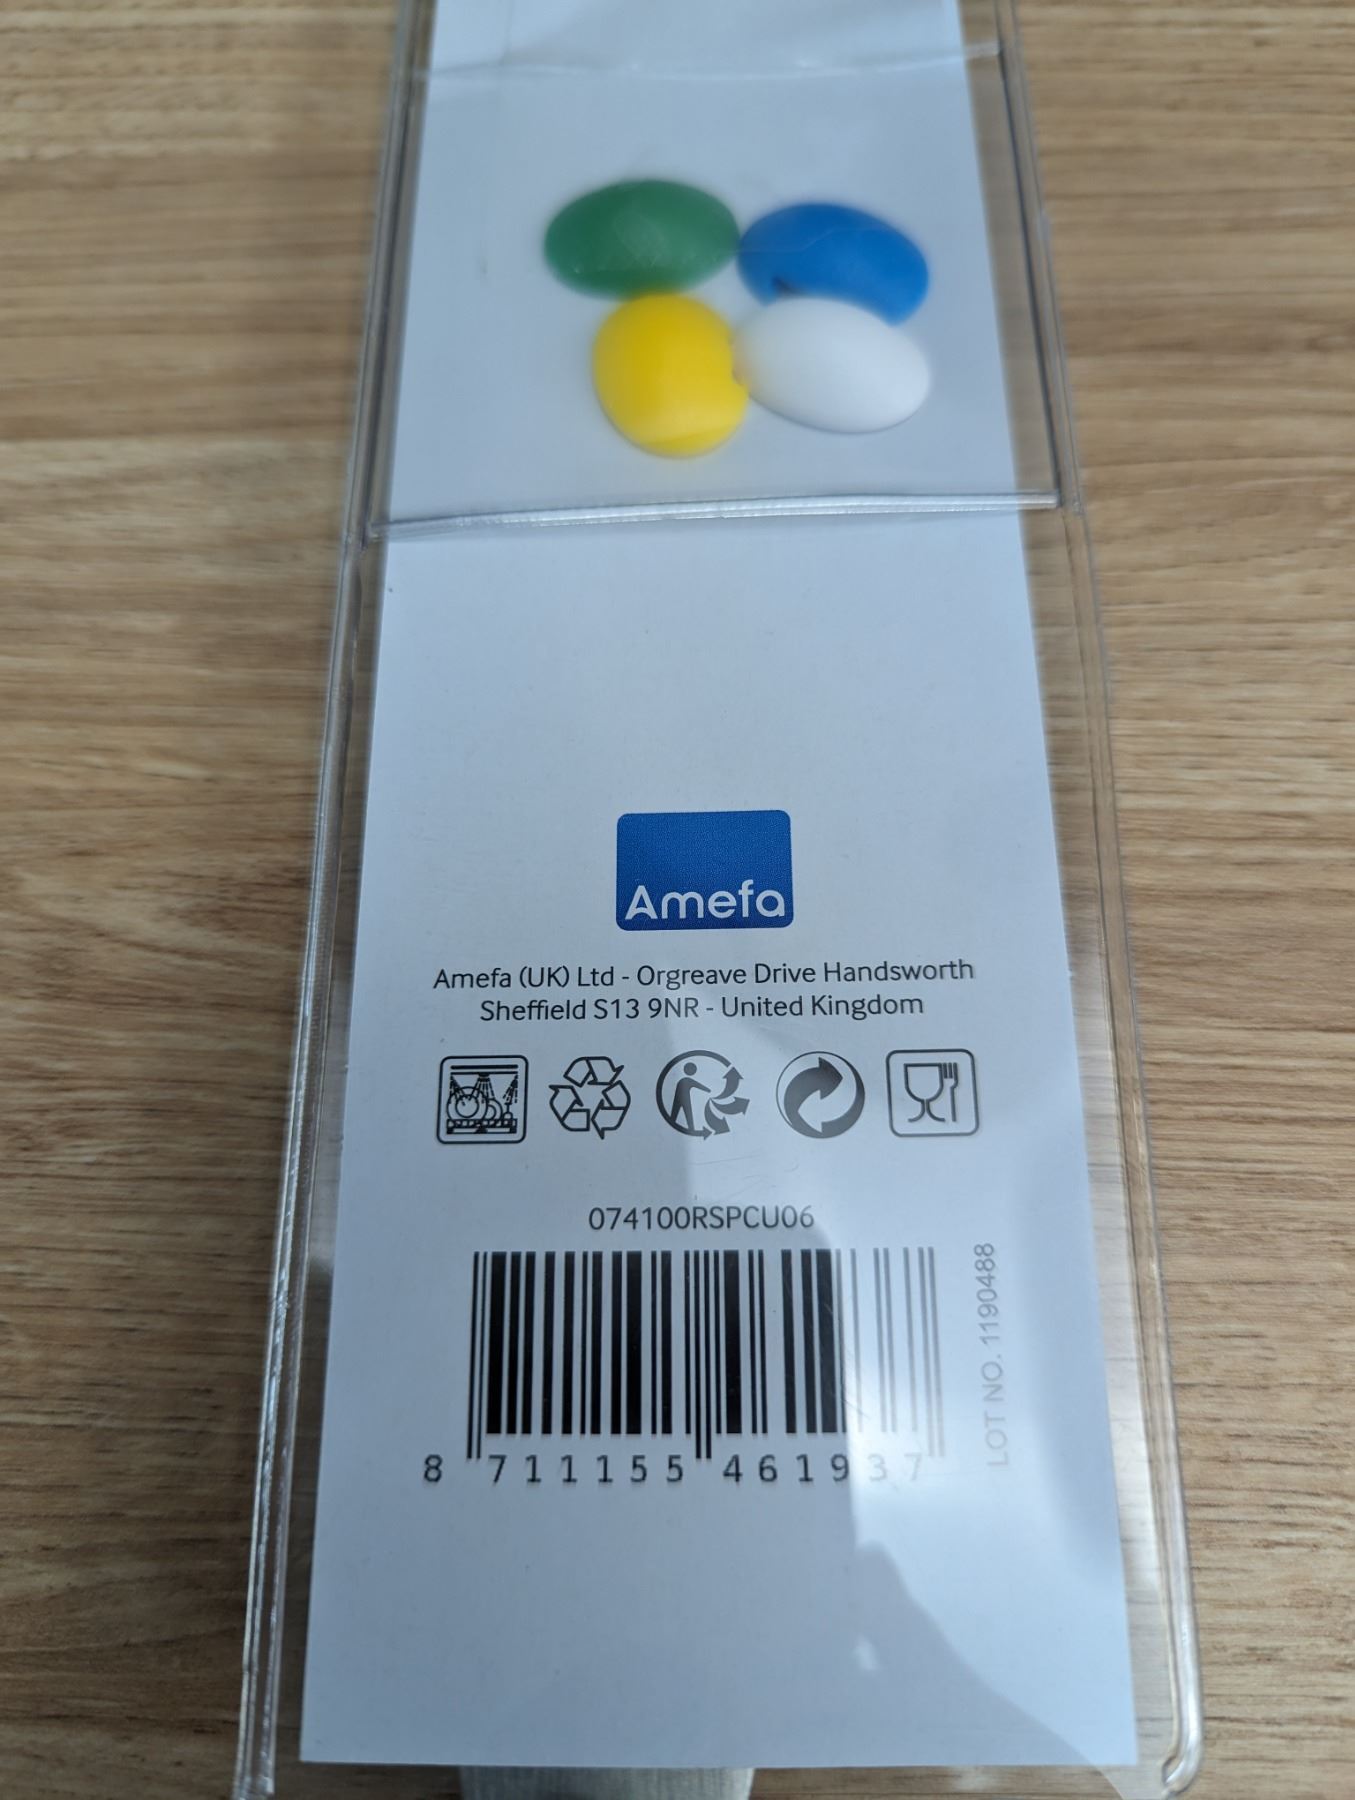 Amefa
Amefa (UK) Ltd - Orgreave Drive Handsworth
Sheffield S13 9NR - United Kingdom
074100RSPCU06
8 711155 461937
LOT NO. 1190488